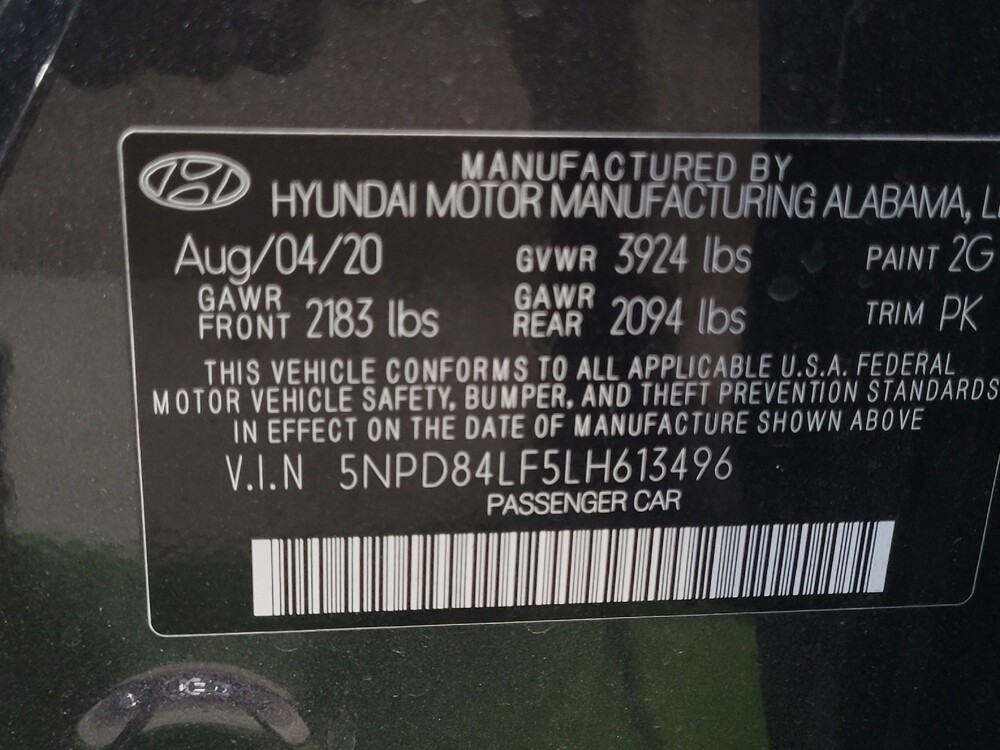 MANUFACTURED BY
HYUNDAI MOTOR MANUFACTURING ALABAMA,
Aug/04/20 GVWR 3924 lbs PAINT 2G
GAWR FRONT 2183 lbs GAWR REAR 2094 lbs TRIM PK
THIS VEHICLE CONFORMS TO ALL APPLICABLE U.S.A. FEDERAL
MOTOR VEHICLE SAFETY, BUMPER, AND THEFT PREVENTION STANDARDS
IN EFFECT ON THE DATE OF MANUFACTURE SHOWN ABOVE
V.I.N 5NPD84LF5LH613496
PASSENGER CAR